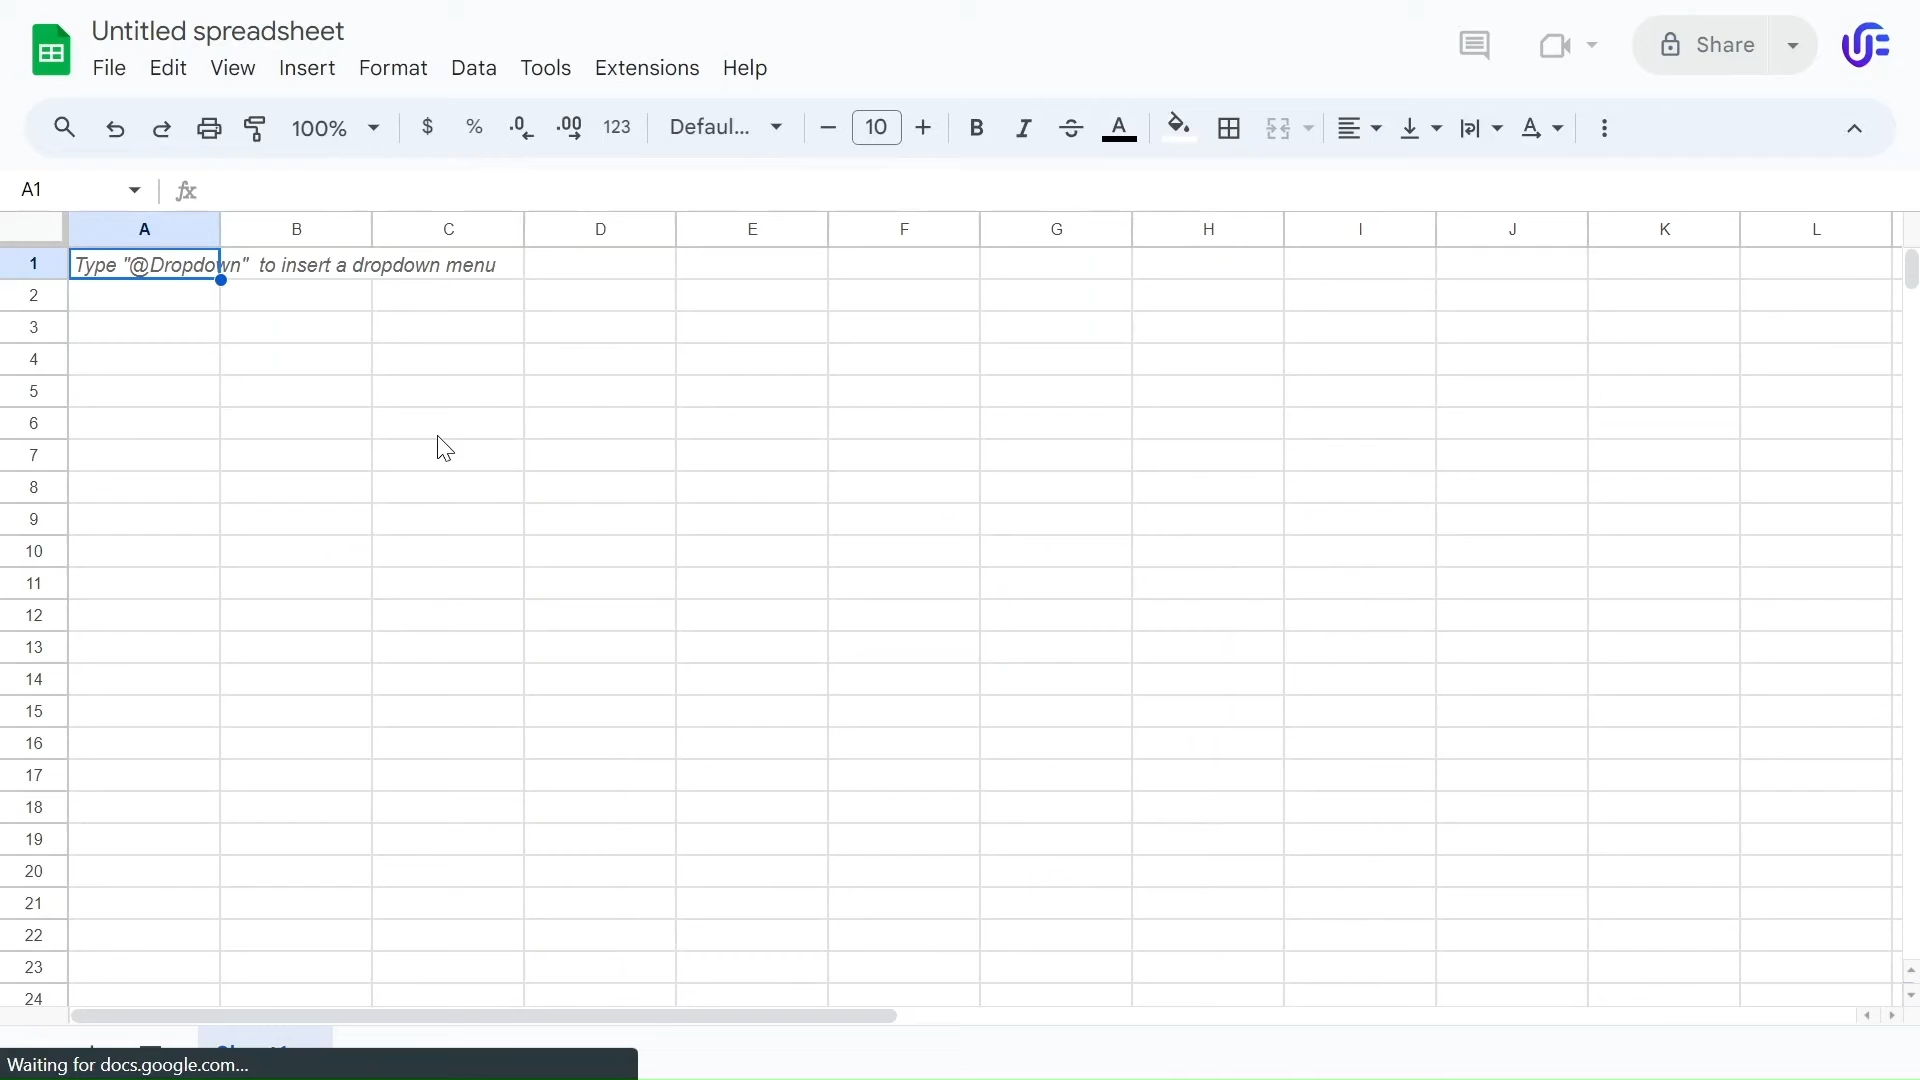 Untitled spreadsheet
File Edit View Insert Format Data Tools Extensions Help
Share
100% $ % .0 .00 123 Defaul... 10 B I S A A
A1 fx
A B C D E F G H I J K L
1 Type "@Dropdown" to insert a dropdown menu
2
3
4
5
6
7
8
9
10
11
12
13
14
15
16
17
18
19
20
21
22
23
24
Waiting for docs.google.com...